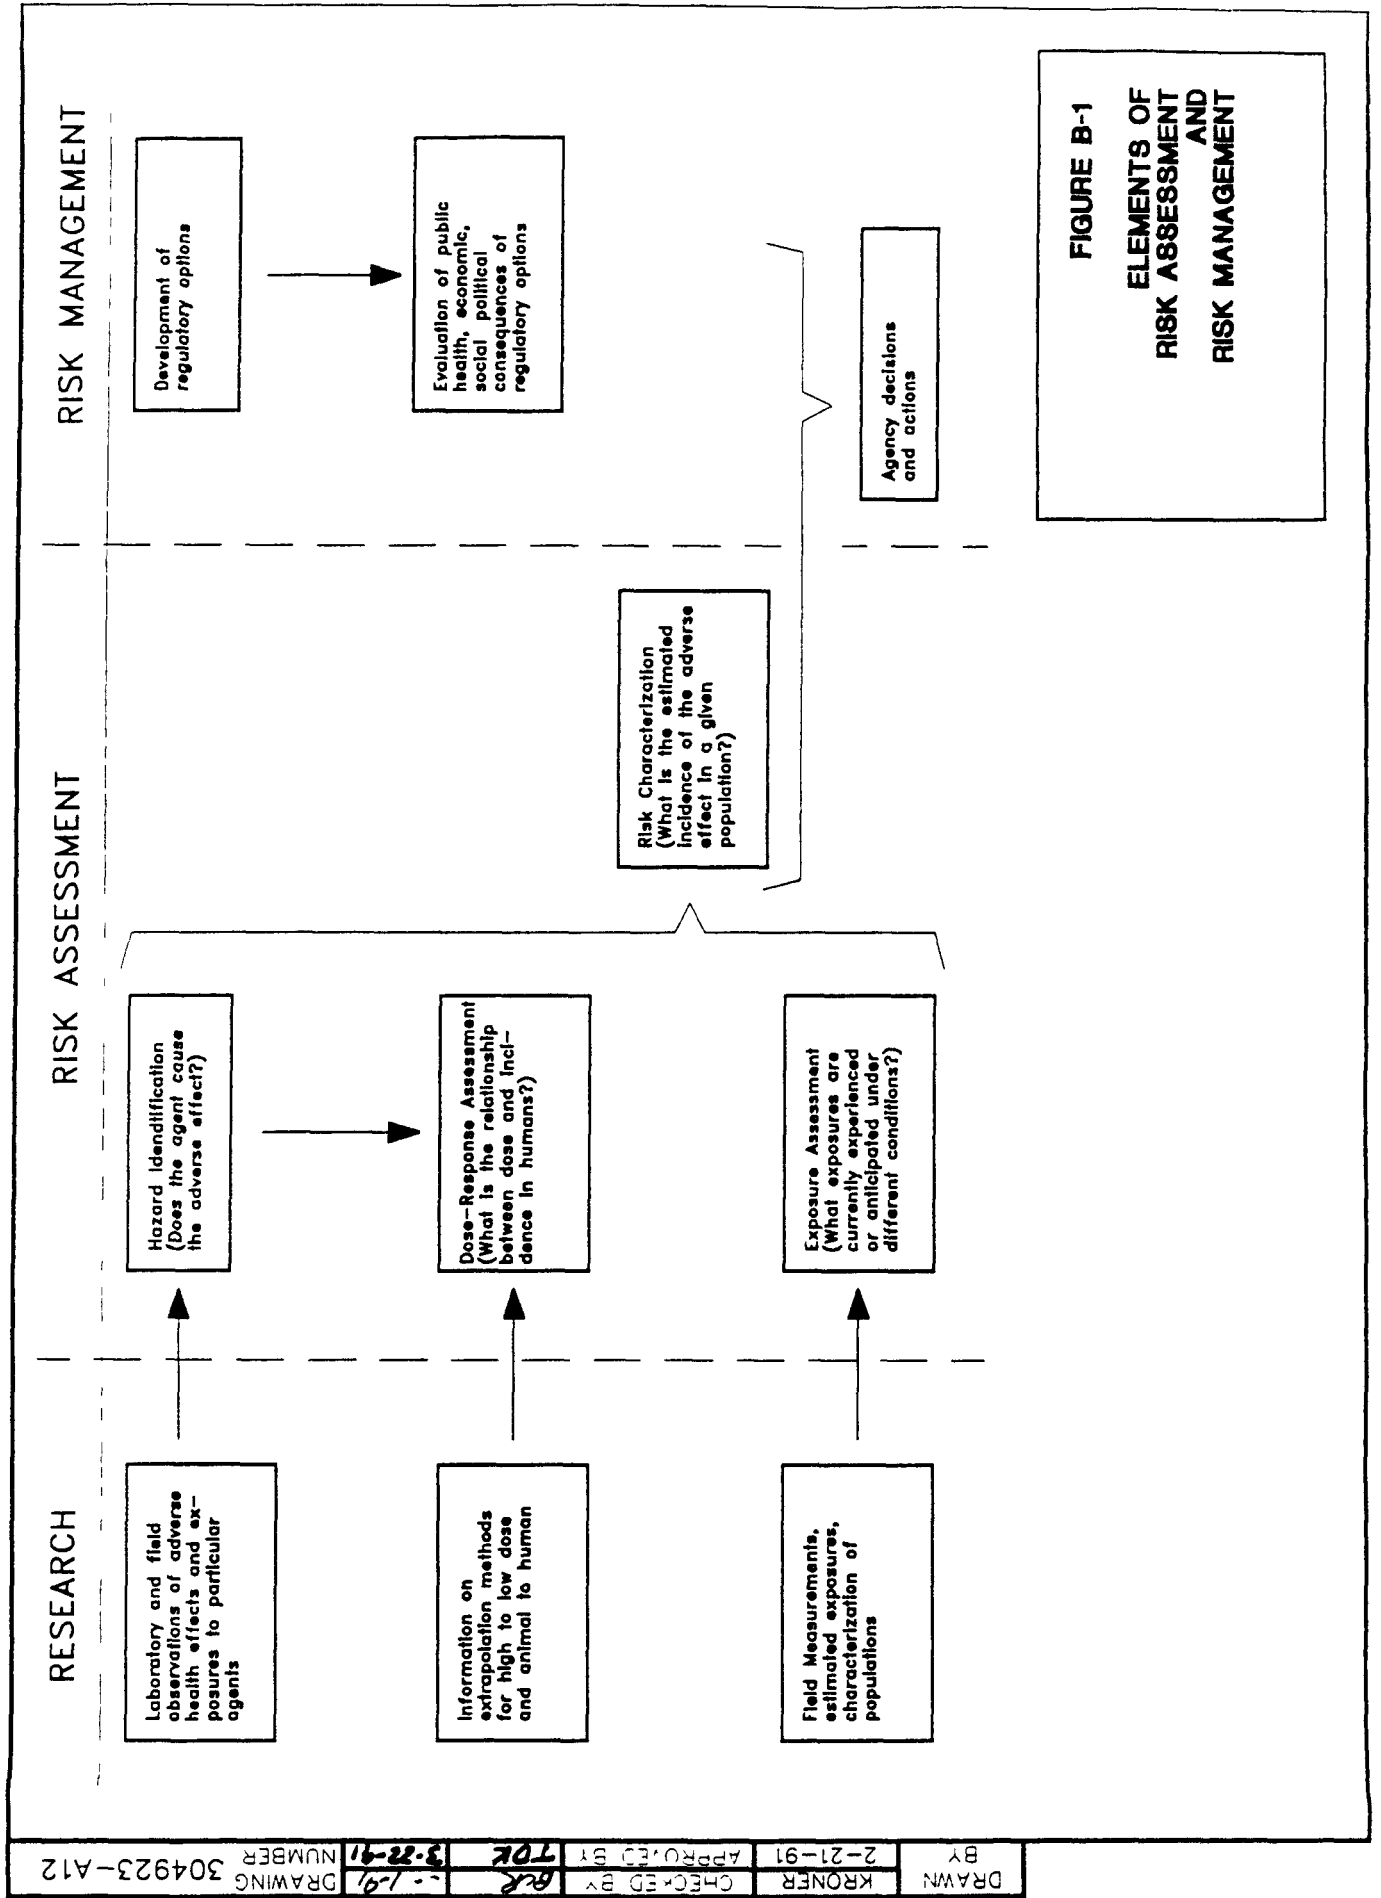 RESEARCH
RISK ASSESSMENT
RISK MANAGEMENT
Laboratory and field
observations of adverse
health effects and ex-
posures to particular
agents
Hazard Idendtification
(Does the agent cause
the adverse effect?)
Development of
regulatory options
Information on
extrapolation methods
for high to low dose
and animal to human
Dose-Response Assessment
(What is the relationship
between dose and inci-
dence in humans?)
Evaluation of public
health, economic,
social political
consequences of
regulatory options
Risk Characterization
(What is the estimated
incidence of the adverse
effect in a given
population?)
Field Measurements,
estimated exposures,
characterization of
populations
Exposure Assessment
(What exposures are
currently experienced
or anticipated under
different conditions?)
Agency decisions
and actions
FIGURE B-1
ELEMENTS OF
RISK ASSESSMENT
AND
RISK MANAGEMENT
DRAWN
BY
KRONER
2-21-91
CHECKED BY
APPROVED BY
TDK
3-22-91
DRAWING
NUMBER
304923-A12